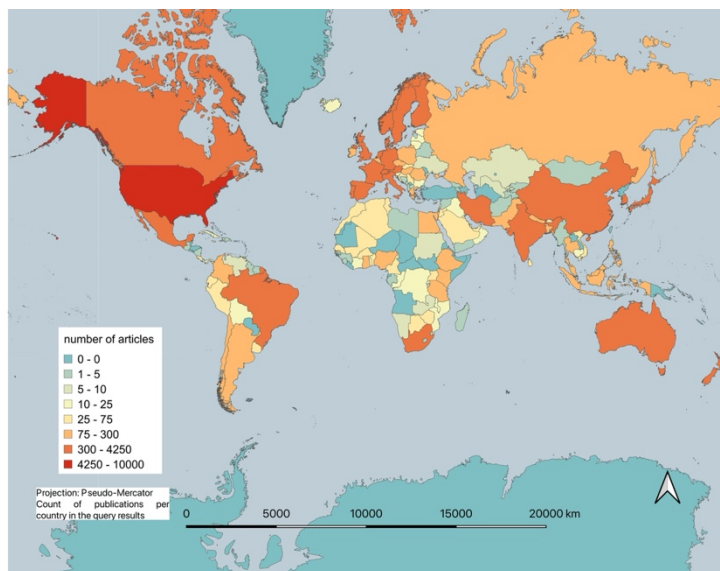 number of articles
0 - 0
1 - 5
5 - 10
10 - 25
25 - 75
75 - 300
300 - 4250
4250 - 10000
Projection: Pseudo-Mercator
Count of publications per
country in the query results
0 5000 10000 15000 20000 km